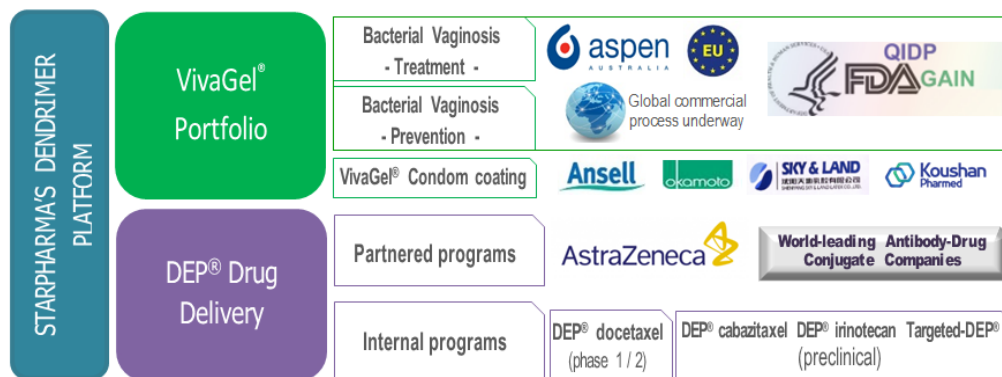 STARPHARMA'S DENDRIMER
PLATFORM
VivaGel®
Portfolio
Bacterial Vaginosis
- Treatment -
Bacterial Vaginosis
- Prevention -
aspen
AUSTRALIA
EU
Global commercial
process underway
QIDP
FDA GAIN
VivaGel® Condom coating
Ansell
okamoto
SKY & LAND
Koushan
Pharmed
DEP® Drug
Delivery
Partnered programs
AstraZeneca
World-leading Antibody-Drug
Conjugate Companies
Internal programs
DEP® docetaxel
(phase 1 / 2)
DEP® cabazitaxel DEP® irinotecan Targeted-DEP®
(preclinical)